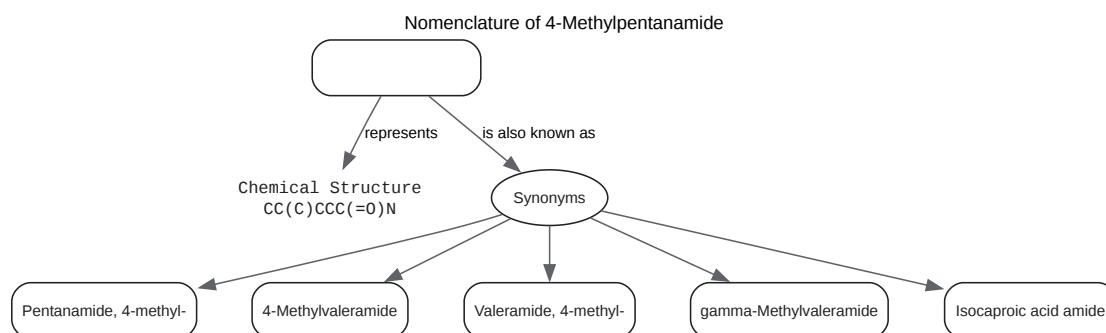 Nomenclature of 4-Methylpentanamide
represents
is also known as
Chemical Structure
CC(C)CCC(=O)N
Synonyms
Pentanamide, 4-methyl-
4-Methylvaleramide
Valeramide, 4-methyl-
gamma-Methylvaleramide
Isocaproic acid amide